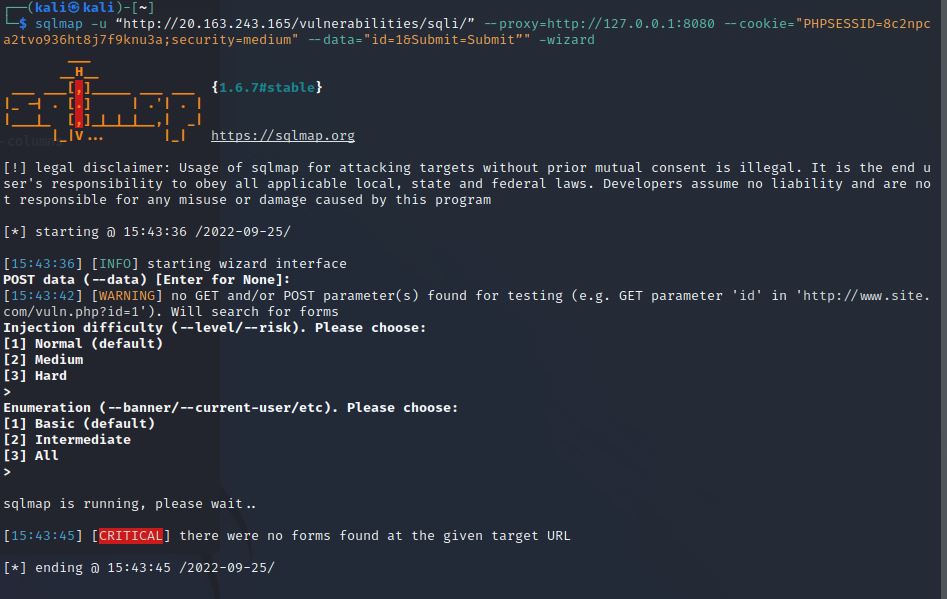 ┌──(kali㉿kali)-[~]
└─$ sqlmap -u “http://20.163.243.165/vulnerabilities/sqli/” --proxy=http://127.0.0.1:8080 --cookie="PHPSESSID=8c2npc
a2tvo936ht8j7f9knu3a;security=medium" --data="id=1&Submit=Submit”" -wizard
        ___
       __H__
 ___ ___[,]_____ ___ ___  {1.6.7#stable}
|_ -| . [.]     | .'| . |
|___|_  [,]_|_|_|__,|  _|
      |_|V...       |_|   https://sqlmap.org
[!] legal disclaimer: Usage of sqlmap for attacking targets without prior mutual consent is illegal. It is the end u
ser's responsibility to obey all applicable local, state and federal laws. Developers assume no liability and are no
t responsible for any misuse or damage caused by this program
[*] starting @ 15:43:36 /2022-09-25/
[15:43:36] [INFO] starting wizard interface
POST data (--data) [Enter for None]:
[15:43:42] [WARNING] no GET and/or POST parameter(s) found for testing (e.g. GET parameter 'id' in 'http://www.site.
com/vuln.php?id=1'). Will search for forms
Injection difficulty (--level/--risk). Please choose:
[1] Normal (default)
[2] Medium
[3] Hard
>
Enumeration (--banner/--current-user/etc). Please choose:
[1] Basic (default)
[2] Intermediate
[3] All
>
sqlmap is running, please wait..
[15:43:45] [CRITICAL] there were no forms found at the given target URL
[*] ending @ 15:43:45 /2022-09-25/